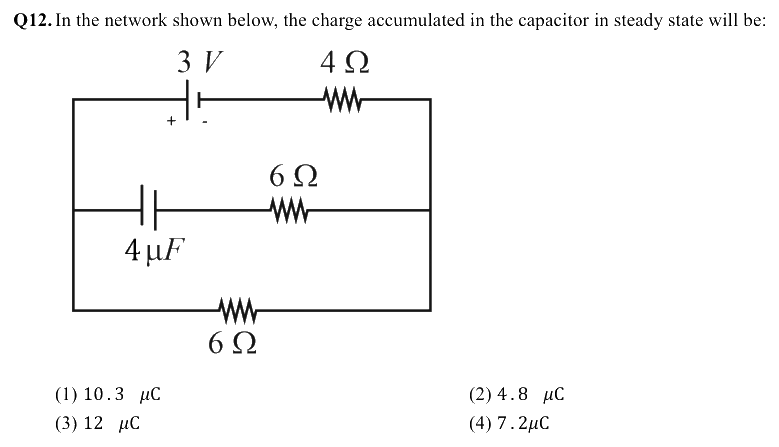 Q12. In the network shown below, the charge accumulated in the capacitor in steady state will be:
3 V 4 Ω
+ -
6 Ω
4 μF
6 Ω
(1) 10.3 μC (2) 4.8 μC
(3) 12 μC (4) 7.2μC